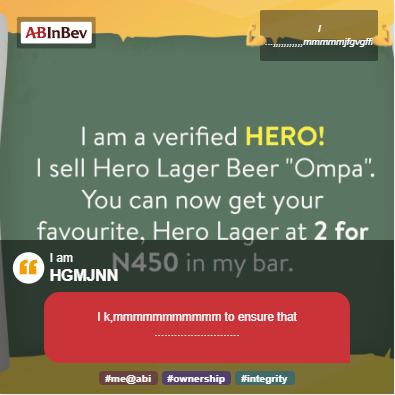 ABInBev
I
....,,,,,,,,,,,mmmmmjfgvgffi
I am a verified HERO!
I sell Hero Lager Beer "Ompa".
You can now get your
favourite, Hero Lager at 2 for
N450 in my bar.
I am
HGMJNN
I k,mmmmmmmmmmm to ensure that
..........................
#me@abi #ownership #integrity